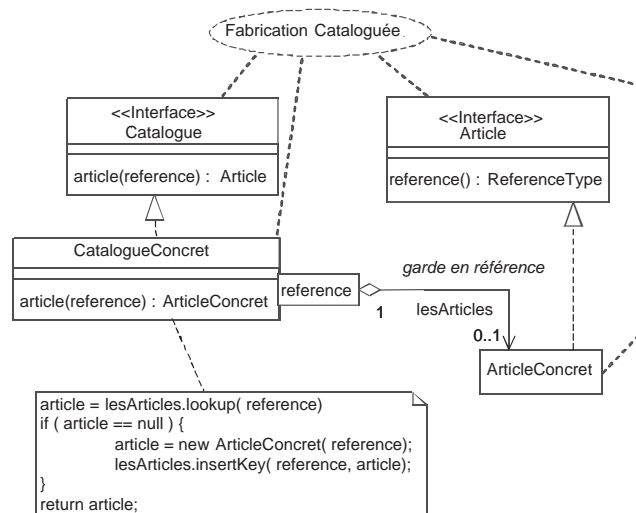 Fabrication Cataloguée
<<Interface>>
Catalogue
article(reference) : Article
<<Interface>>
Article
reference() : ReferenceType
CatalogueConcret
article(reference) : ArticleConcret
reference
garde en référence
1
lesArticles
0..1
ArticleConcret
article = lesArticles.lookup( reference)
if ( article == null ) {
article = new ArticleConcret( reference);
lesArticles.insertKey( reference, article);
}
return article;